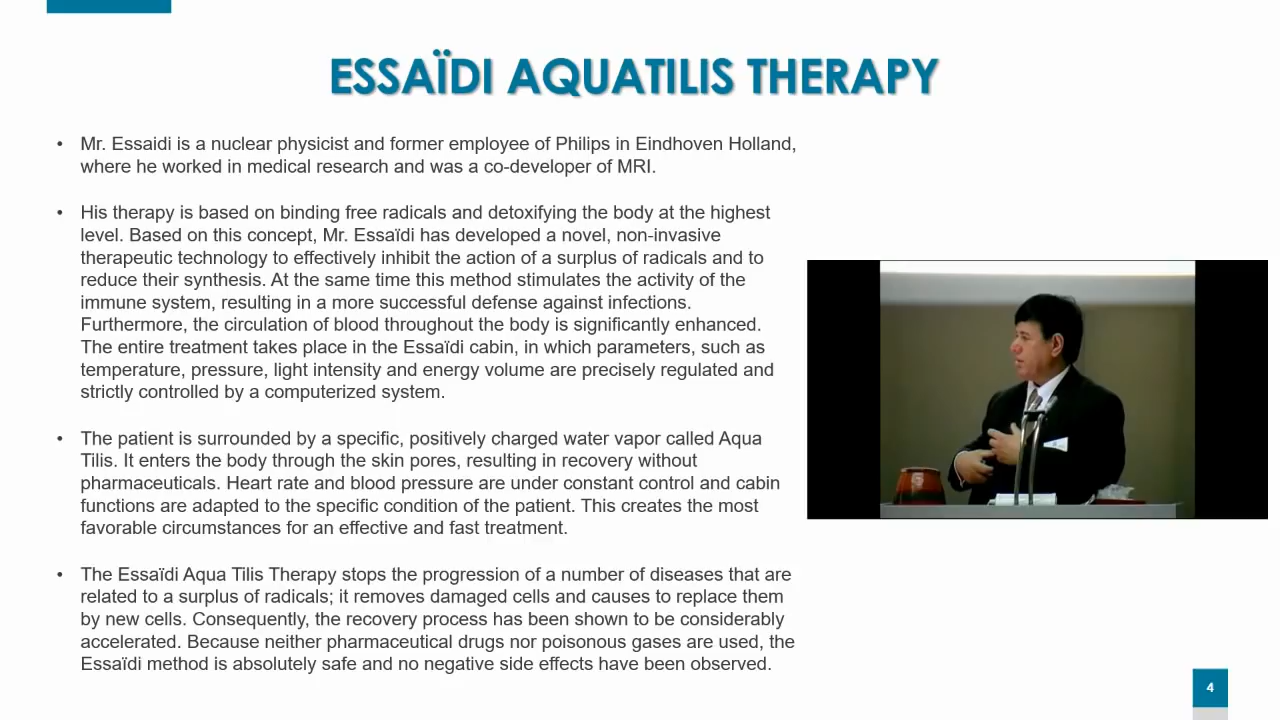 ESSAÏDI AQUATILIS THERAPY
• Mr. Essaidi is a nuclear physicist and former employee of Philips in Eindhoven Holland,
where he worked in medical research and was a co-developer of MRI.
• His therapy is based on binding free radicals and detoxifying the body at the highest
level. Based on this concept, Mr. Essaïdi has developed a novel, non-invasive
therapeutic technology to effectively inhibit the action of a surplus of radicals and to
reduce their synthesis. At the same time this method stimulates the activity of the
immune system, resulting in a more successful defense against infections.
Furthermore, the circulation of blood throughout the body is significantly enhanced.
The entire treatment takes place in the Essaïdi cabin, in which parameters, such as
temperature, pressure, light intensity and energy volume are precisely regulated and
strictly controlled by a computerized system.
• The patient is surrounded by a specific, positively charged water vapor called Aqua
Tilis. It enters the body through the skin pores, resulting in recovery without
pharmaceuticals. Heart rate and blood pressure are under constant control and cabin
functions are adapted to the specific condition of the patient. This creates the most
favorable circumstances for an effective and fast treatment.
• The Essaïdi Aqua Tilis Therapy stops the progression of a number of diseases that are
related to a surplus of radicals; it removes damaged cells and causes to replace them
by new cells. Consequently, the recovery process has been shown to be considerably
accelerated. Because neither pharmaceutical drugs nor poisonous gases are used, the
Essaïdi method is absolutely safe and no negative side effects have been observed.
4